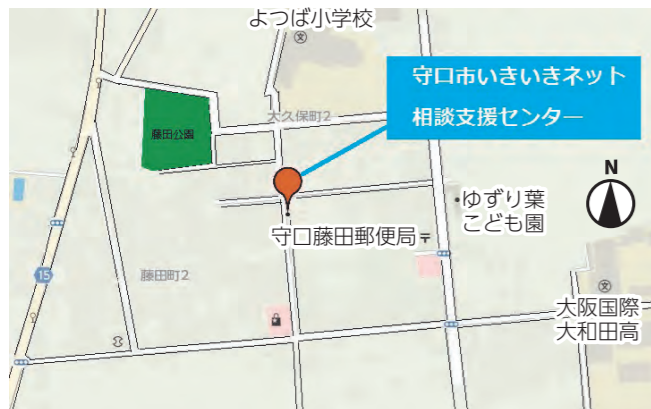 よつば小学校
文
守口市いきいきネット
相談支援センター
大久保町2
藤田公園
N
ゆずり葉
こども園
守口藤田郵便局〒
15
藤田町2
文
大阪国際
大和田高